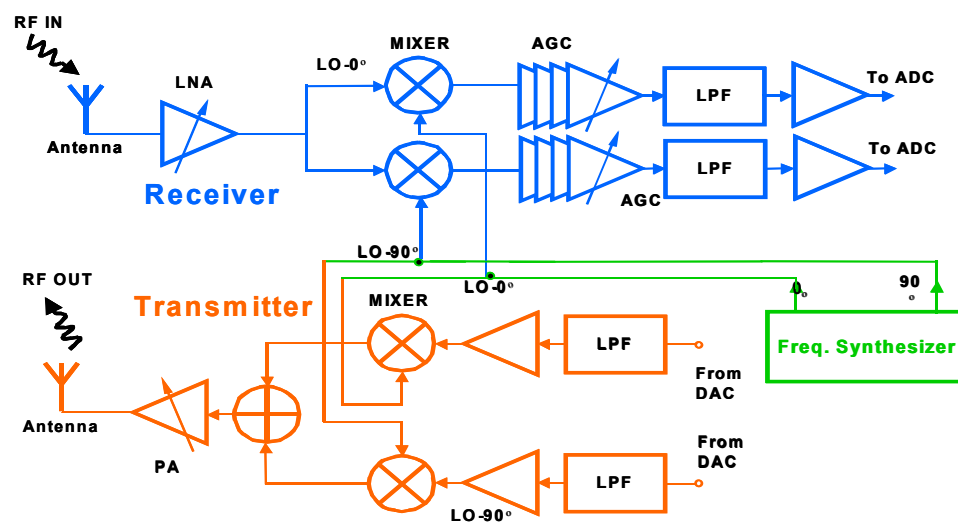 RF IN
MIXER
AGC
LNA
LO-0°
LPF
To ADC
Antenna
Receiver
LPF
To ADC
AGC
LO-90°
RF OUT
LO-0°
0°
90°
Transmitter
MIXER
LPF
Freq. Synthesizer
From
DAC
Antenna
PA
From
DAC
LPF
LO-90°